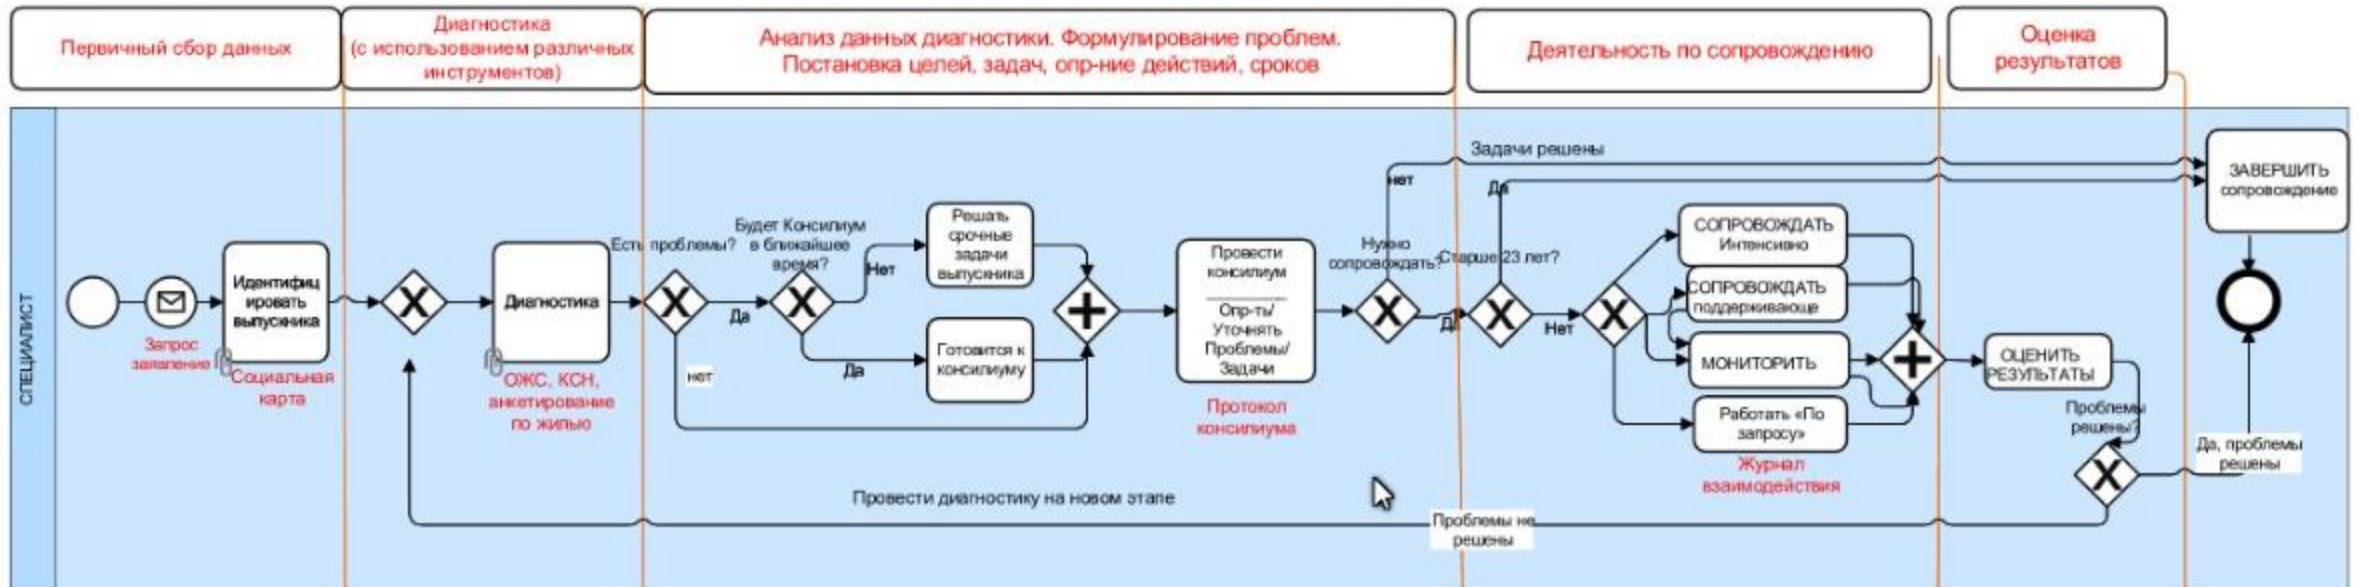 Первичный сбор данных
Диагностика
(с использованием различных
инструментов)
Анализ данных диагностики. Формулирование проблем.
Постановка целей, задач, опр-ние действий, сроков
Деятельность по сопровождению
Оценка
результатов
СПЕЦИАЛИСТ
Запрос
заявление
Идентифиц
ировать
выпускника
Социальная
карта
Диагностика
ОЖС, КСН,
анкетирование
по жилью
Есть проблемы?
Да
нет
Будет Консилиум
в ближайшее
время?
Нет
Да
Решать
срочные
задачи
выпускника
Готовится к
консилиуму
Провести
консилиум
Опр-ть/
Уточнять
Проблемы/
Задачи
Протокол
консилиума
Нужно
сопровождать?
нет
Да
Задачи решены
Старше 23 лет?
Да
Нет
СОПРОВОЖДАТЬ
Интенсивно
СОПРОВОЖДАТЬ
поддерживающе
МОНИТОРИТЬ
Работать «По
запросу»
Журнал
взаимодействия
ОЦЕНИТЬ
РЕЗУЛЬТАТЫ
Проблемы
решены?
Да, проблемы
решены
ЗАВЕРШИТЬ
сопровождение
Провести диагностику на новом этапе
Проблемы не
решены